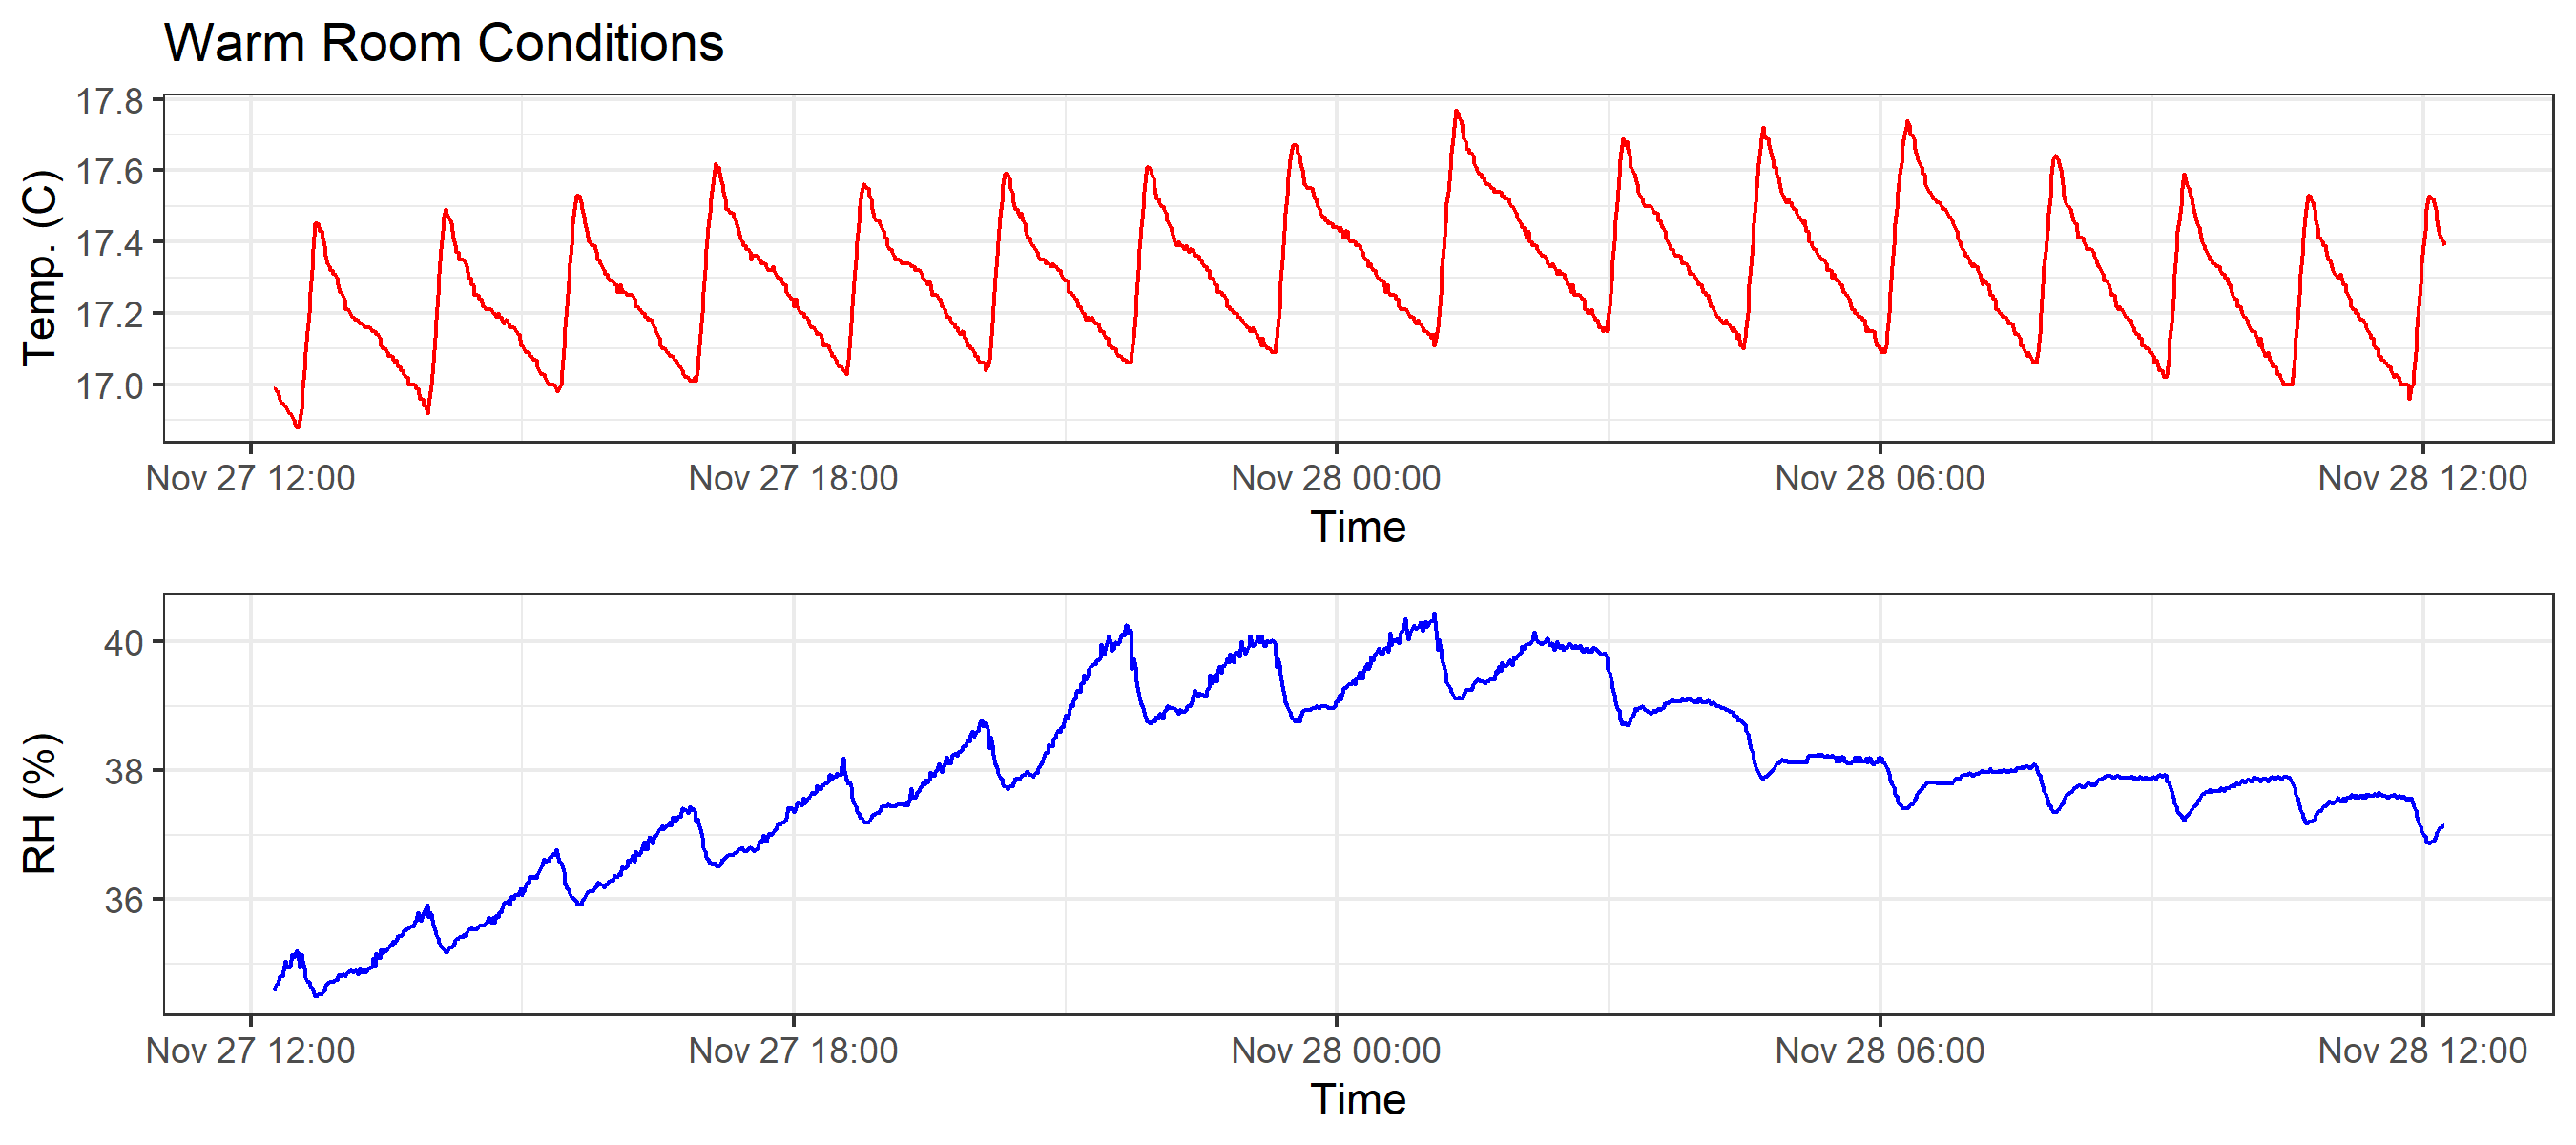 Warm Room Conditions
17.8
17.6
17.4
17.2
17.0
Temp. (C)
Nov 27 12:00 Nov 27 18:00 Nov 28 00:00 Nov 28 06:00 Nov 28 12:00
Time
40
38
36
RH (%)
Nov 27 12:00 Nov 27 18:00 Nov 28 00:00 Nov 28 06:00 Nov 28 12:00
Time